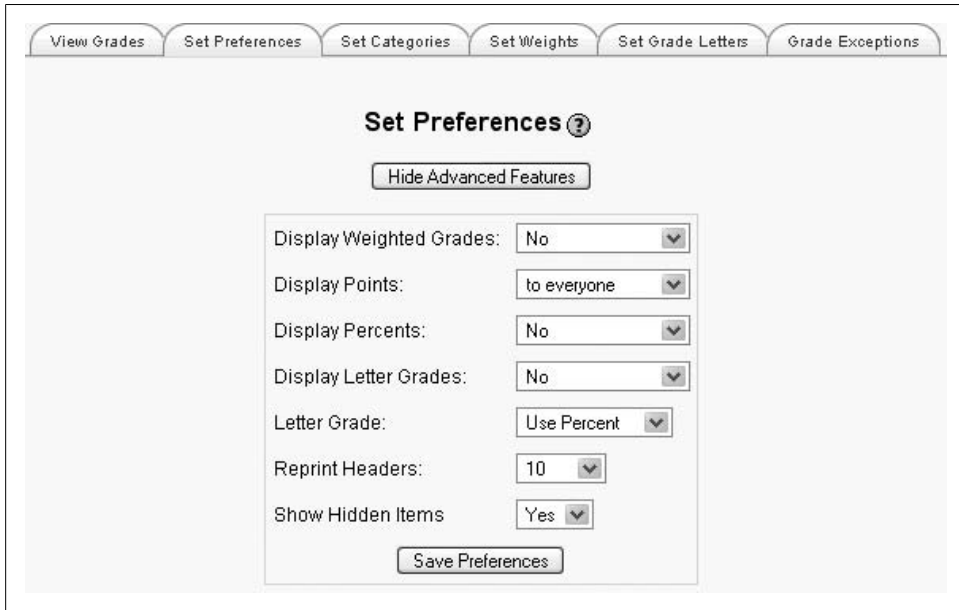 View Grades Set Preferences Set Categories Set Weights Set Grade Letters Grade Exceptions
Set Preferences ?
Hide Advanced Features
Display Weighted Grades: No
Display Points: to everyone
Display Percents: No
Display Letter Grades: No
Letter Grade: Use Percent
Reprint Headers: 10
Show Hidden Items Yes
Save Preferences